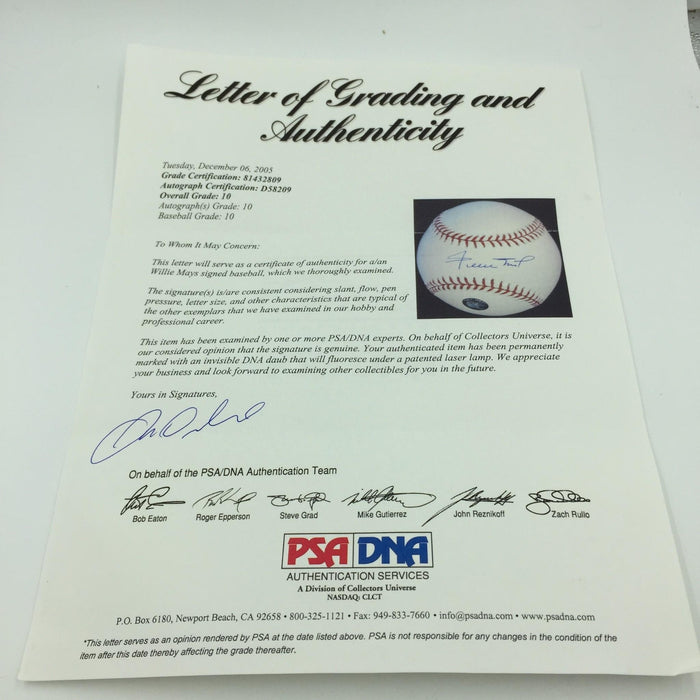 Letter of Grading and
Authenticity
Tuesday, December 06, 2005
Grade Certification: 81432809
Autograph Certification: D58209
Overall Grade: 10
Autograph(s) Grade: 10
Baseball Grade: 10
To Whom It May Concern:
This letter will serve as a certificate of authenticity for a/an
Willie Mays signed baseball, which we thoroughly examined.
The signature(s) is/are consistent considering slant, flow, pen
pressure, letter size, and other characteristics that are typical of
the other exemplars that we have examined in our hobby and
professional career.
This item has been examined by one or more PSA/DNA experts. On behalf of Collectors Universe, it is
our considered opinion that the signature is genuine. Your authenticated item has been permanently
marked with an invisible DNA daub that will fluoresce under a patented laser lamp. We appreciate
your business and look forward to examining other collectibles for you in the future.
Yours in Signatures,
On behalf of the PSA/DNA Authentication Team
Bob Eaton Roger Epperson Steve Grad Mike Gutierrez John Reznikoff Zach Rullo
PSA DNA
AUTHENTICATION SERVICES
A Division of Collectors Universe
NASDAQ: CLCT
P.O. Box 6180, Newport Beach, CA 92658 • 800-325-1121 • Fax: 949-833-7660 • info@psadna.com • www.psadna.com
"This letter serves as an opinion rendered by PSA at the date listed above. PSA is not responsible for any changes in the condition of the
item after this date thereby affecting the grade thereafter.